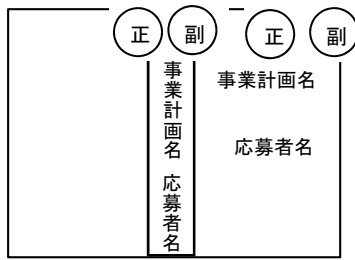 正 副 正 副
事業計画名 応募者名
事業計画名
応募者名